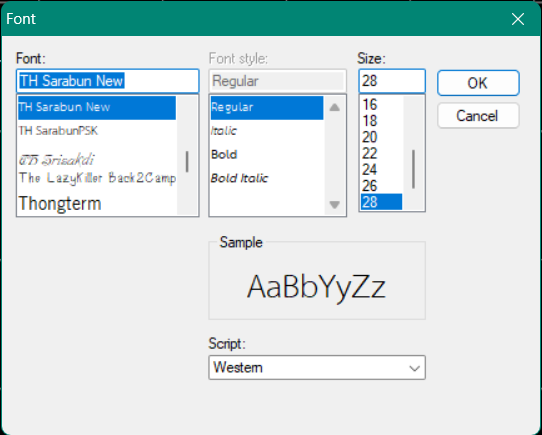 Font
Font:
TH Sarabun New
TH Sarabun New
TH SarabunPSK
TH Srisakdi
The LazyKiller Back2Camp
Thongterm
Font style:
Regular
Regular
Italic
Bold
Bold Italic
Size:
28
16
18
20
22
24
26
28
OK
Cancel
Sample
AaBbYyZz
Script:
Western